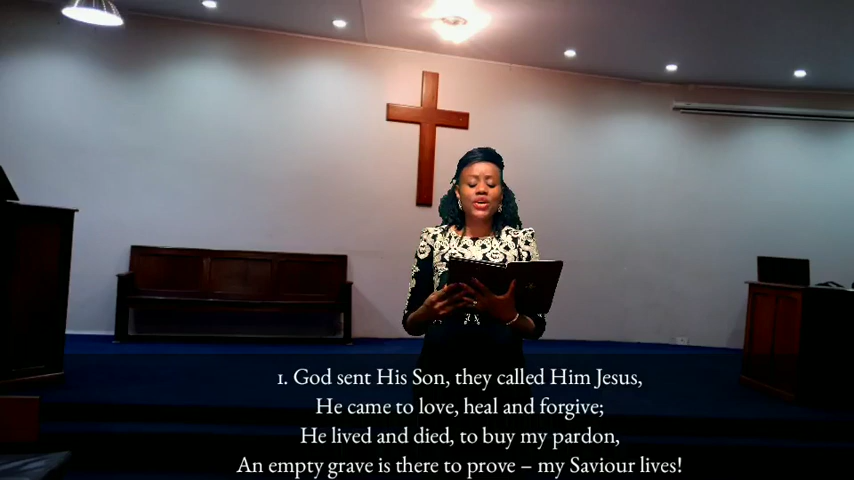 1. God sent His Son, they called Him Jesus,
He came to love, heal and forgive;
He lived and died, to buy my pardon,
An empty grave is there to prove – my Saviour lives!